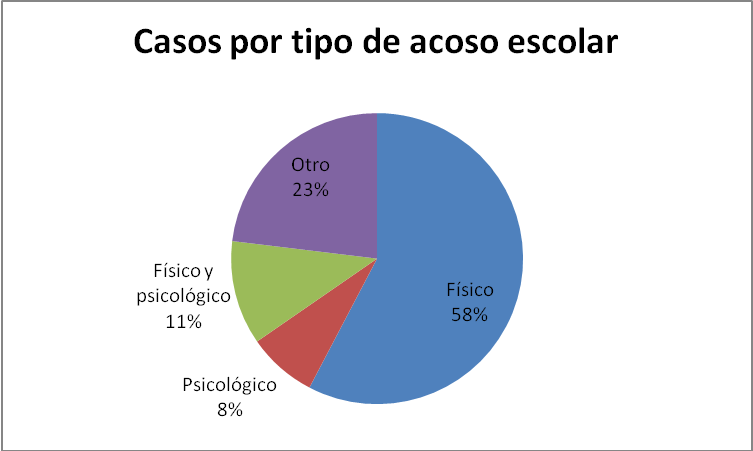 Casos por tipo de acoso escolar
Otro
23%
Físico y
psicológico
11%
Físico
58%
Psicológico
8%